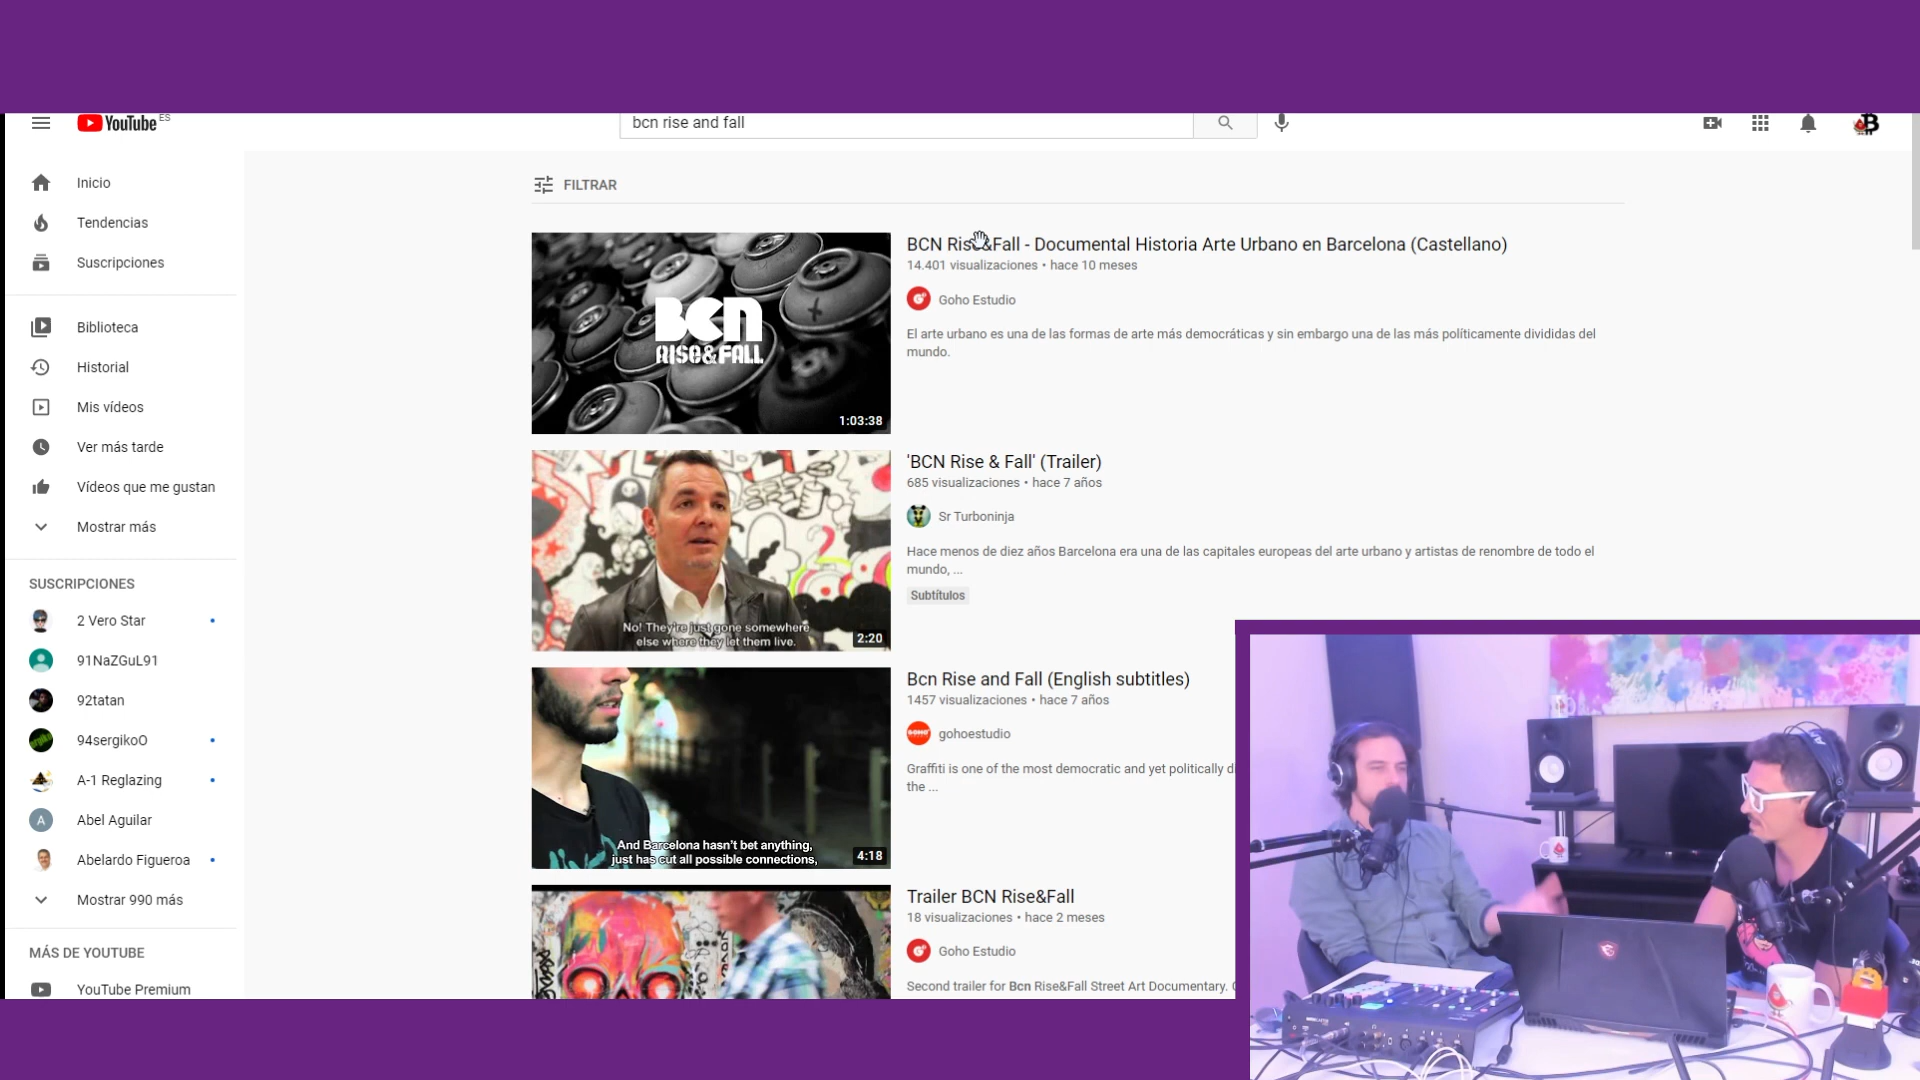 YouTube ES
bcn rise and fall
Inicio
Tendencias
Suscripciones
Biblioteca
Historial
Mis vídeos
Ver más tarde
Vídeos que me gustan
Mostrar más
SUSCRIPCIONES
2 Vero Star
91NaZGuL91
92tatan
94sergikoO
A-1 Reglazing
A
Abel Aguilar
Abelardo Figueroa
Mostrar 990 más
MÁS DE YOUTUBE
YouTube Premium
FILTRAR
BCN
RISE&FALL
1:03:38
BCN Rise&Fall - Documental Historia Arte Urbano en Barcelona (Castellano)
14.401 visualizaciones • hace 10 meses
Goho Estudio
El arte urbano es una de las formas de arte más democráticas y sin embargo una de las más políticamente divididas del
mundo.
No! They're just gone somewhere
else where they let them live.
2:20
'BCN Rise & Fall' (Trailer)
685 visualizaciones • hace 7 años
Sr Turboninja
Hace menos de diez años Barcelona era una de las capitales europeas del arte urbano y artistas de renombre de todo el
mundo, ...
Subtítulos
And Barcelona hasn't bet anything,
just has cut all possible connections,
4:18
Bcn Rise and Fall (English subtitles)
1457 visualizaciones • hace 7 años
gohoestudio
Graffiti is one of the most democratic and yet politically d
the ...
Trailer BCN Rise&Fall
18 visualizaciones • hace 2 meses
Goho Estudio
Second trailer for Bcn Rise&Fall Street Art Documentary.